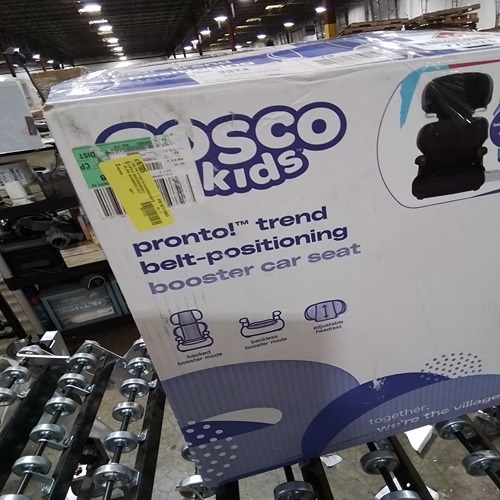 COSCO
kids™
pronto!™ trend
belt-positioning
booster car seat
backed
booster mode
backless
booster mode
adjustable
headrest
together,
we're the village